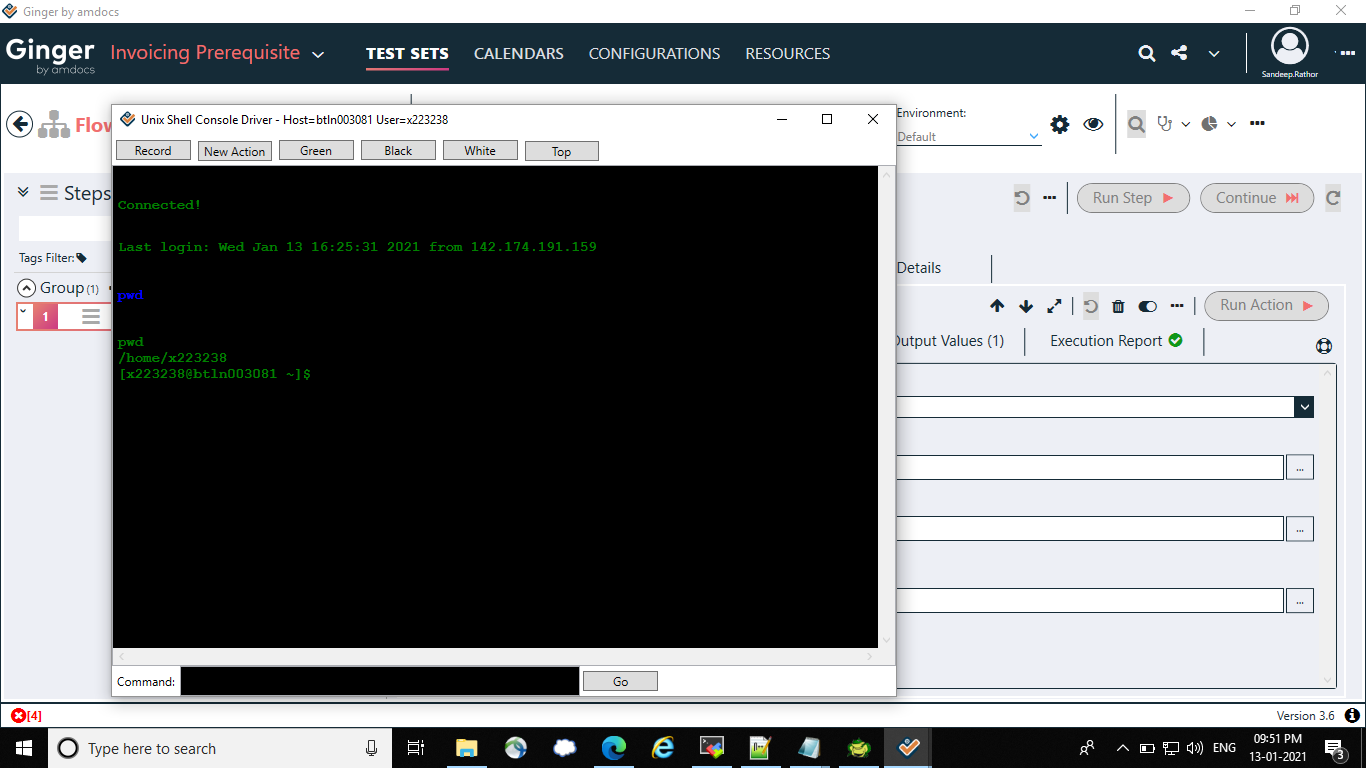 Ginger by amdocs
Ginger
by amdocs
Invoicing Prerequisite
TEST SETS
CALENDARS
CONFIGURATIONS
RESOURCES
Sandeep.Rathor
Flow
Environment:
Default
Unix Shell Console Driver - Host=btln003081 User=x223238
Record
New Action
Green
Black
White
Top
Connected!
Last login: Wed Jan 13 16:25:31 2021 from 142.174.191.159
pwd
pwd
/home/x223238
[x223238@btln003081 ~]$
Command:
Go
Steps
Tags Filter:
Group (1)
1
Run Step
Continue
Details
Run Action
Output Values (1)
Execution Report
...
...
...
[4]
Version 3.6
Type here to search
ENG
09:51 PM
13-01-2021
3